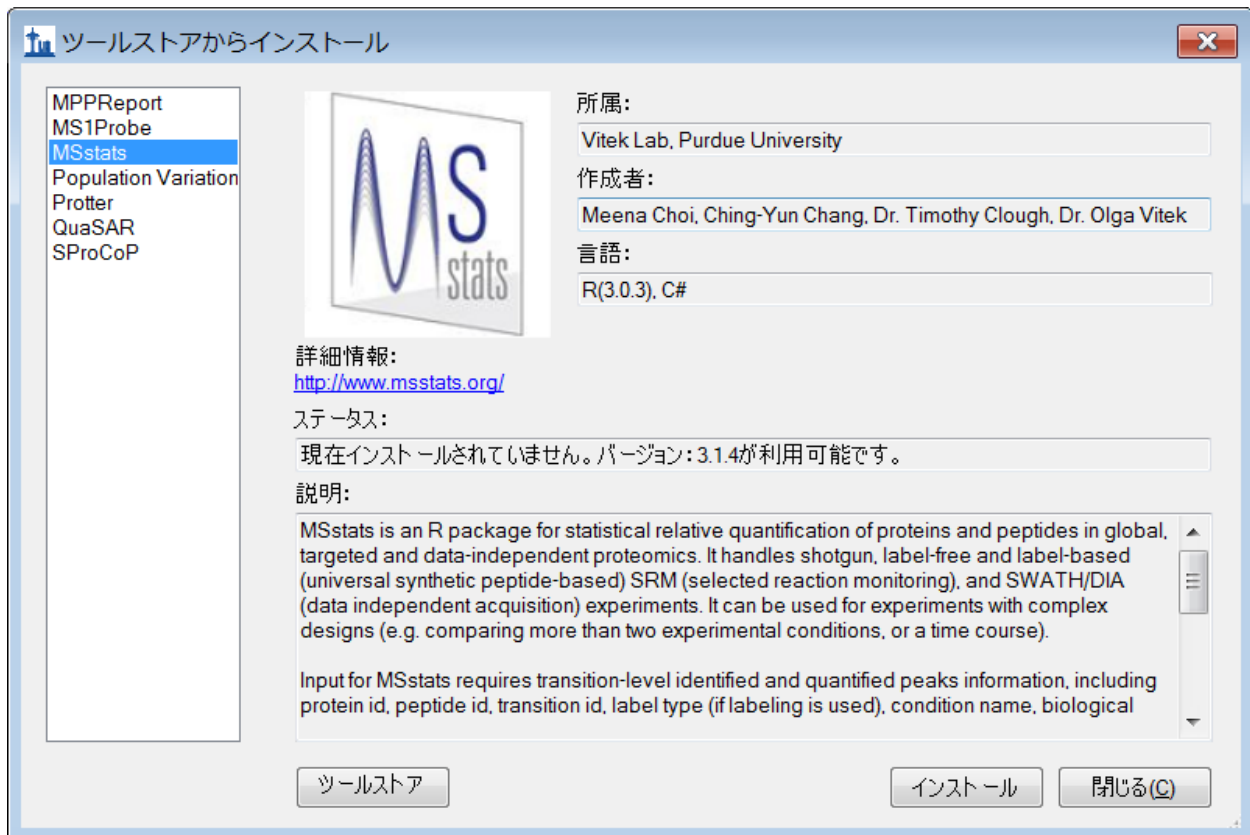 ツールストアからインストール
MPPReport
MS1Probe
MSstats
Population Variation
Protter
QuaSAR
SProCoP
MS
stats
所属:
Vitek Lab, Purdue University
作成者:
Meena Choi, Ching-Yun Chang, Dr. Timothy Clough, Dr. Olga Vitek
言語:
R(3.0.3), C#
詳細情報:
http://www.msstats.org/
ステータス:
現在インストールされていません。バージョン:3.1.4が利用可能です。
説明:
MSstats is an R package for statistical relative quantification of proteins and peptides in global,
targeted and data-independent proteomics. It handles shotgun, label-free and label-based
(universal synthetic peptide-based) SRM (selected reaction monitoring), and SWATH/DIA
(data independent acquisition) experiments. It can be used for experiments with complex
designs (e.g. comparing more than two experimental conditions, or a time course).
Input for MSstats requires transition-level identified and quantified peaks information, including
protein id, peptide id, transition id, label type (if labeling is used), condition name, biological
ツールストア
インストール
閉じる(C)